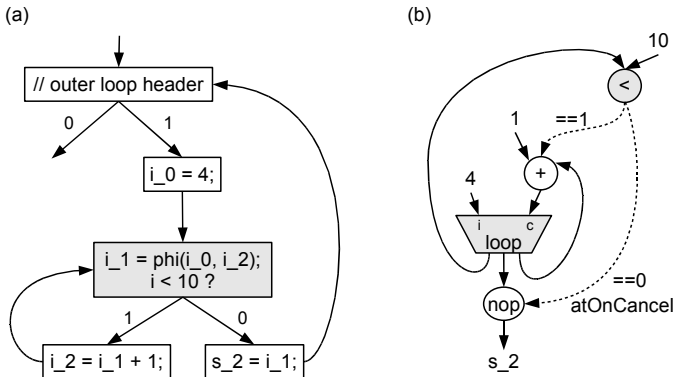 (a)
// outer loop header
0
1
i_0 = 4;
i_1 = phi(i_0, i_2);
i < 10 ?
1
0
i_2 = i_1 + 1;
s_2 = i_1;
(b)
10
<
==1
1
+
4
i
c
loop
==0
atOnCancel
nop
s_2